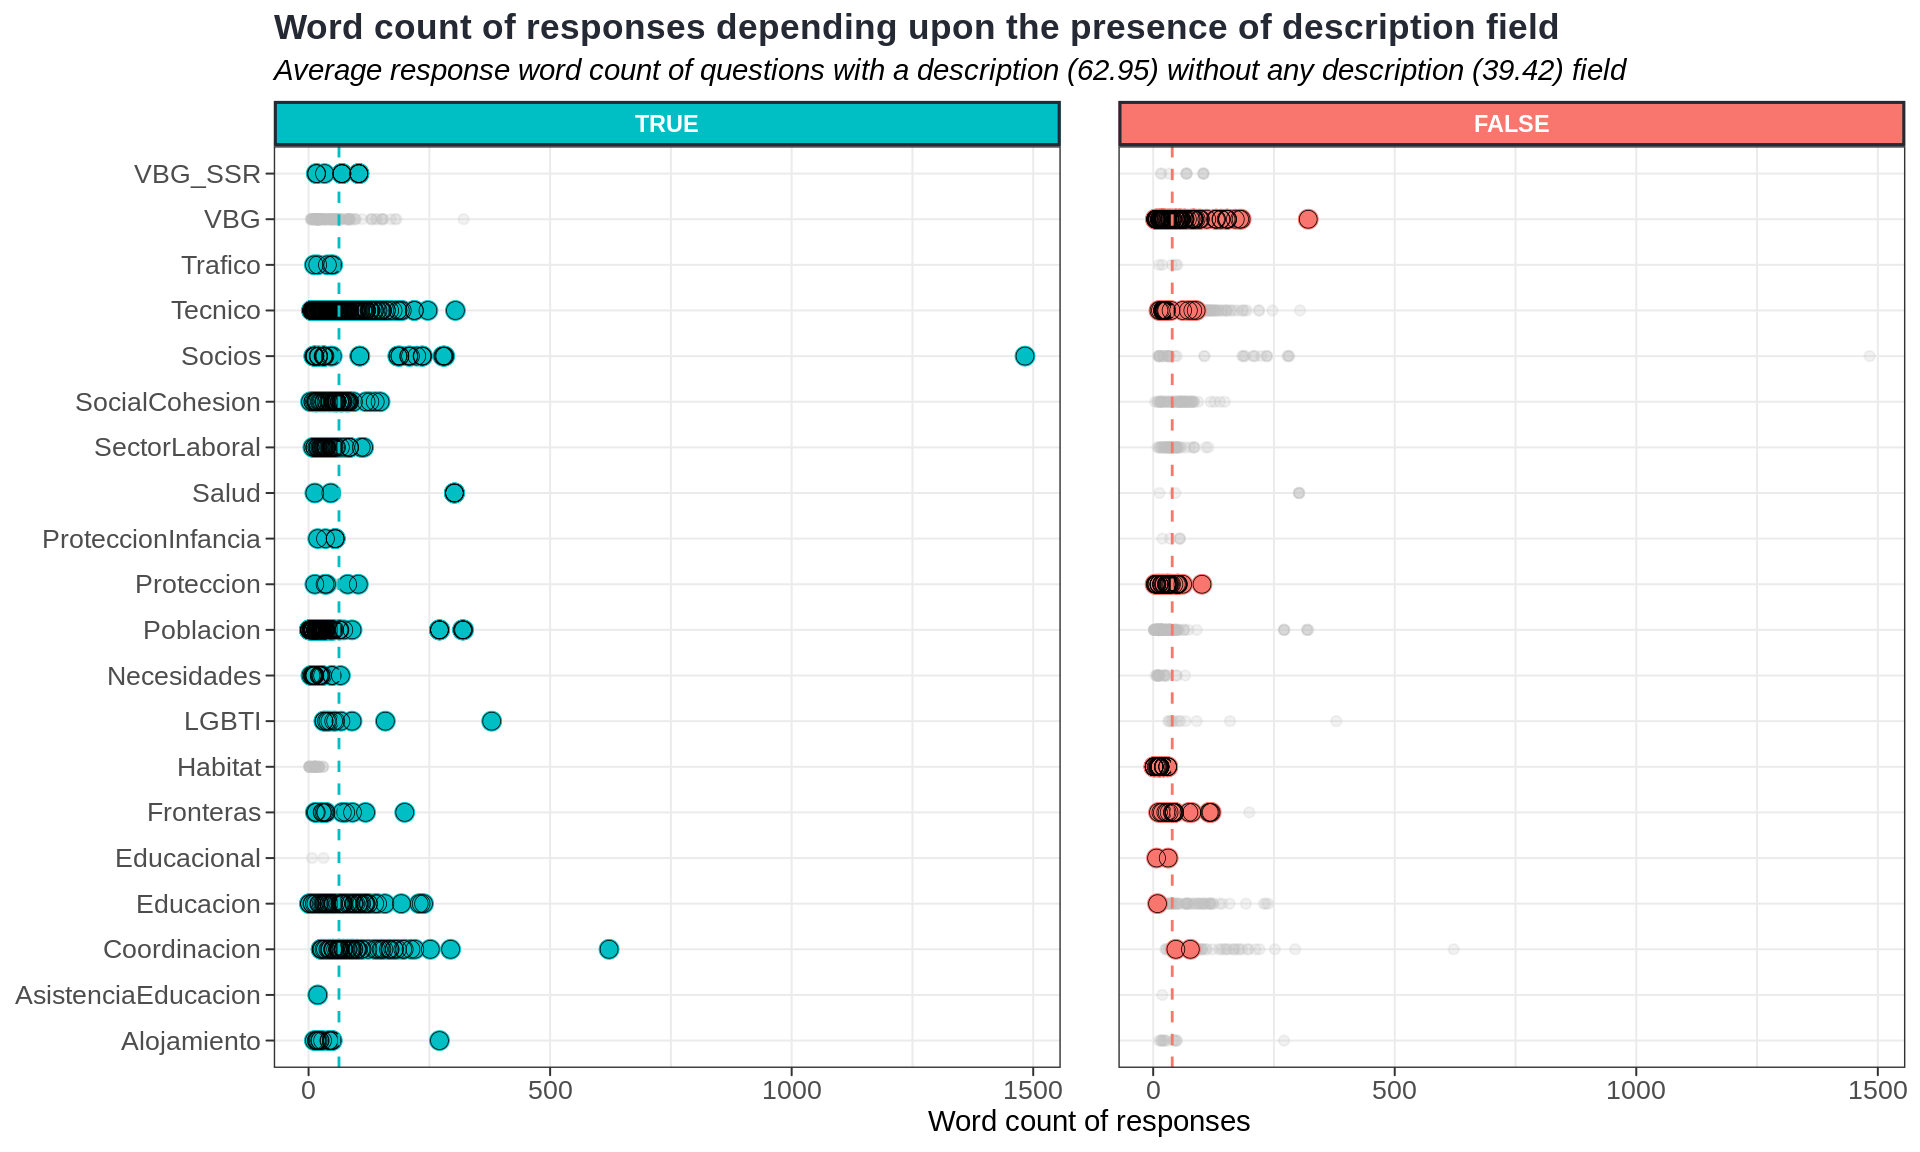 Word count of responses depending upon the presence of description field
Average response word count of questions with a description (62.95) without any description (39.42) field
TRUE
FALSE
VBG_SSR
VBG
Trafico
Tecnico
Socios
SocialCohesion
SectorLaboral
Salud
ProteccionInfancia
Proteccion
Poblacion
Necesidades
LGBTI
Habitat
Fronteras
Educacional
Educacion
Coordinacion
AsistenciaEducacion
Alojamiento
0 500 1000 1500
0 500 1000 1500
Word count of responses